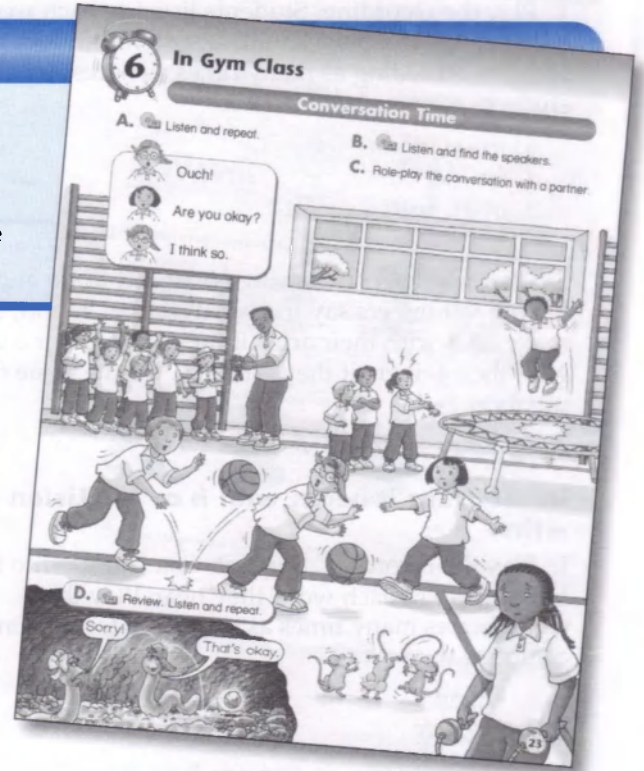 6 In Gym Class
Conversation Time
A. Listen and repeat.
Ouch!
Are you okay?
I think so.
B. Listen and find the speakers.
C. Role-play the conversation with a partner.
D. Review. Listen and repeat.
Sorry!
That's okay.
23
e